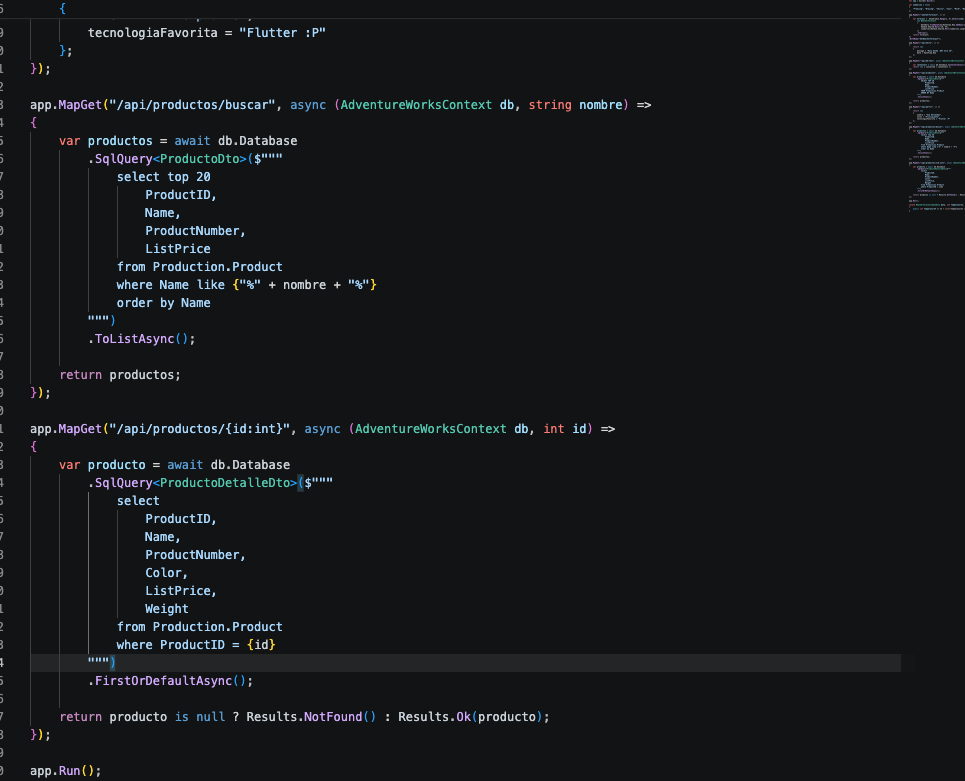 {
tecnologiaFavorita = "Flutter :P"
};
});
app.MapGet("/api/productos/buscar", async (AdventureWorksContext db, string nombre) =>
{
var productos = await db.Database
.SqlQuery<ProductoDto>($"""
select top 20
ProductID,
Name,
ProductNumber,
ListPrice
from Production.Product
where Name like {"%" + nombre + "%"}
order by Name
""")
.ToListAsync();
return productos;
});
app.MapGet("/api/productos/{id:int}", async (AdventureWorksContext db, int id) =>
{
var producto = await db.Database
.SqlQuery<ProductoDetalleDto>($"""
select
ProductID,
Name,
ProductNumber,
Color,
ListPrice,
Weight
from Production.Product
where ProductID = {id}
""")
.FirstOrDefaultAsync();
return producto is null ? Results.NotFound() : Results.Ok(producto);
});
app.Run();